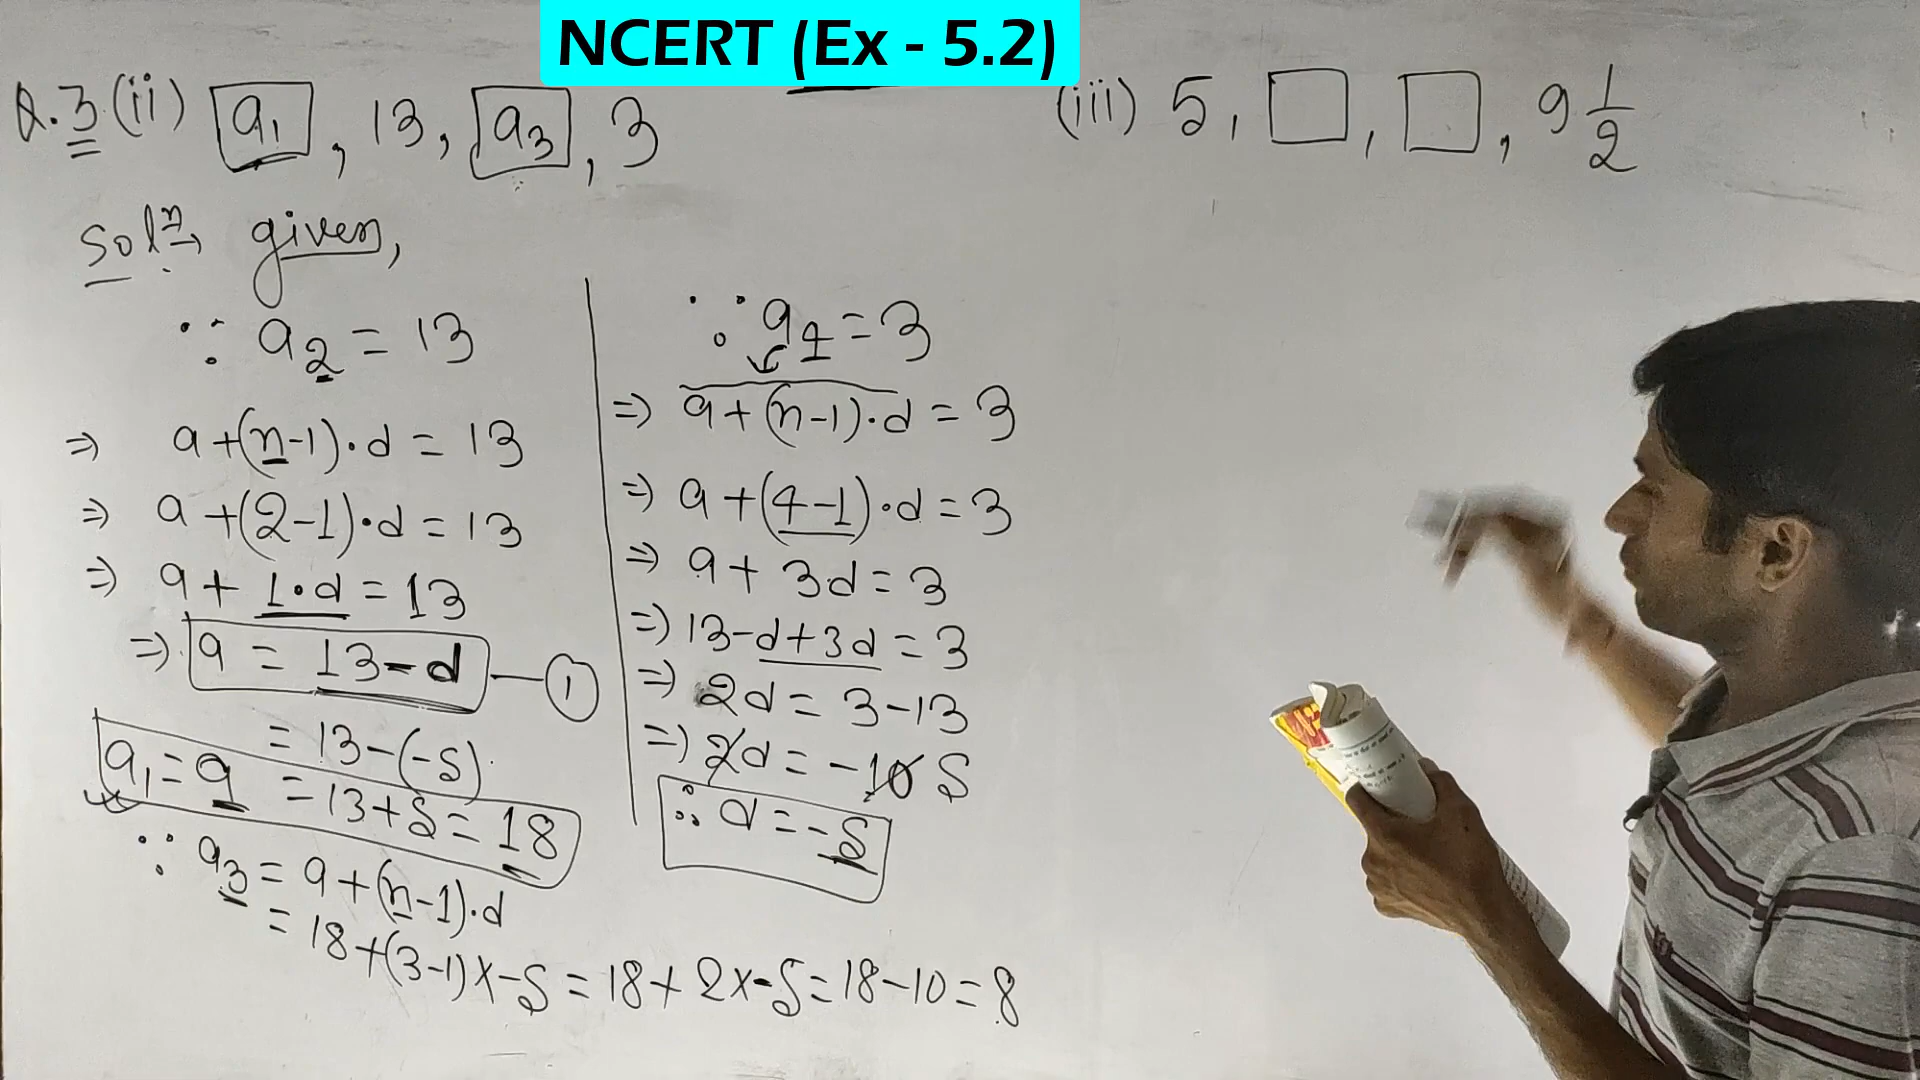 NCERT (Ex - 5.2)
Q.3 (ii) a₁ , 13, a₃ , 3
Solⁿ→ given,
∵ a₂ = 13
⇒ a+(n-1)·d = 13
⇒ a+(2-1)·d = 13
⇒ a + 1·d = 13
⇒ a = 13-d — ①
= 13-(-5)
a₁ = a = 13+5 = 18
∵ a₃ = a+(n-1)·d
= 18+(3-1)x-5 = 18+ 2x-5 = 18-10 = 8
∵ a₄ = 3
⇒ a+(n-1)·d = 3
⇒ a+(4-1)·d = 3
⇒ a + 3d = 3
⇒ 13-d+3d = 3
⇒ 2d = 3-13
⇒ 2d = -10 5
∴ d = -5
(iii) 5, □, □, 9 1/2